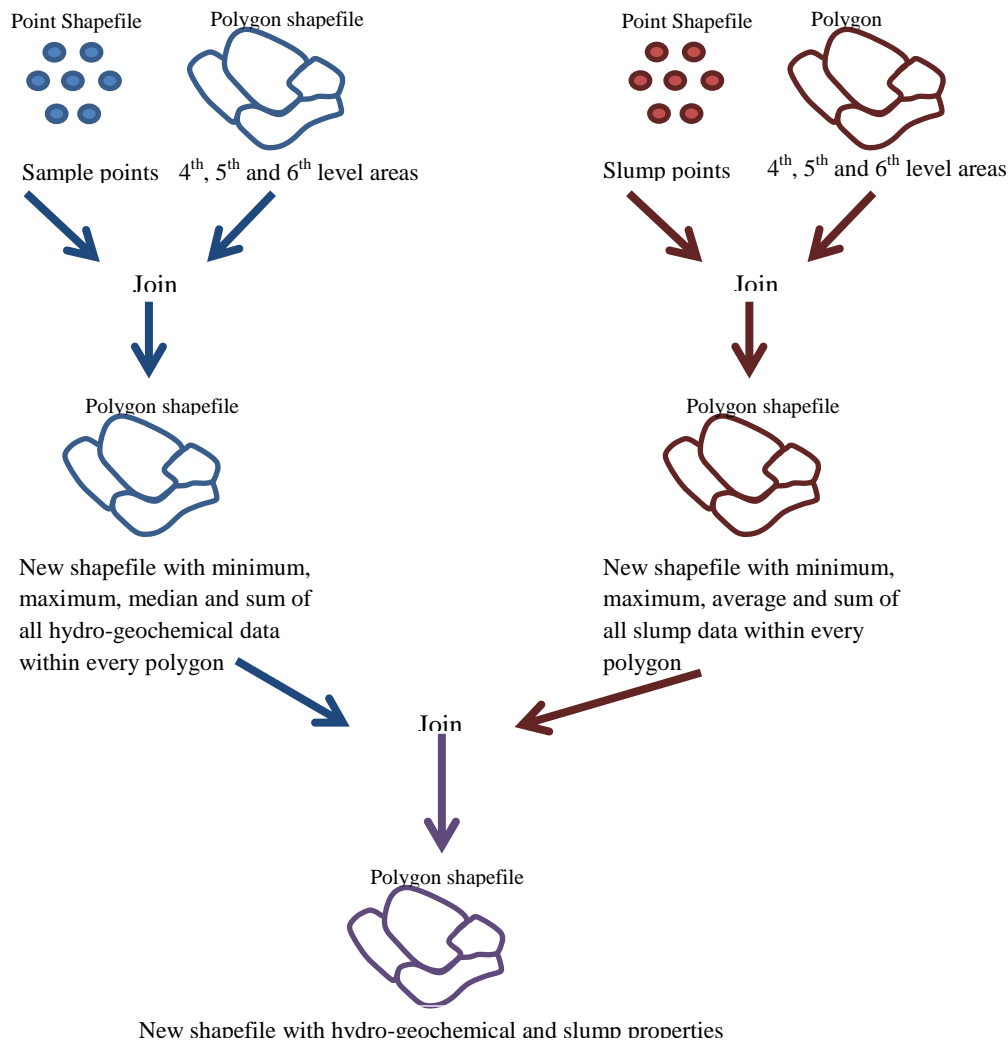 Point Shapefile
Polygon shapefile
Sample points
4th, 5th and 6th level areas
Join
Polygon shapefile
New shapefile with minimum,
maximum, median and sum of
all hydro-geochemical data
within every polygon
Point Shapefile
Polygon
Slump points
4th, 5th and 6th level areas
Join
Polygon shapefile
New shapefile with minimum,
maximum, average and sum of
all slump data within every
polygon
Join
Polygon shapefile
New shapefile with hydro-geochemical and slump properties